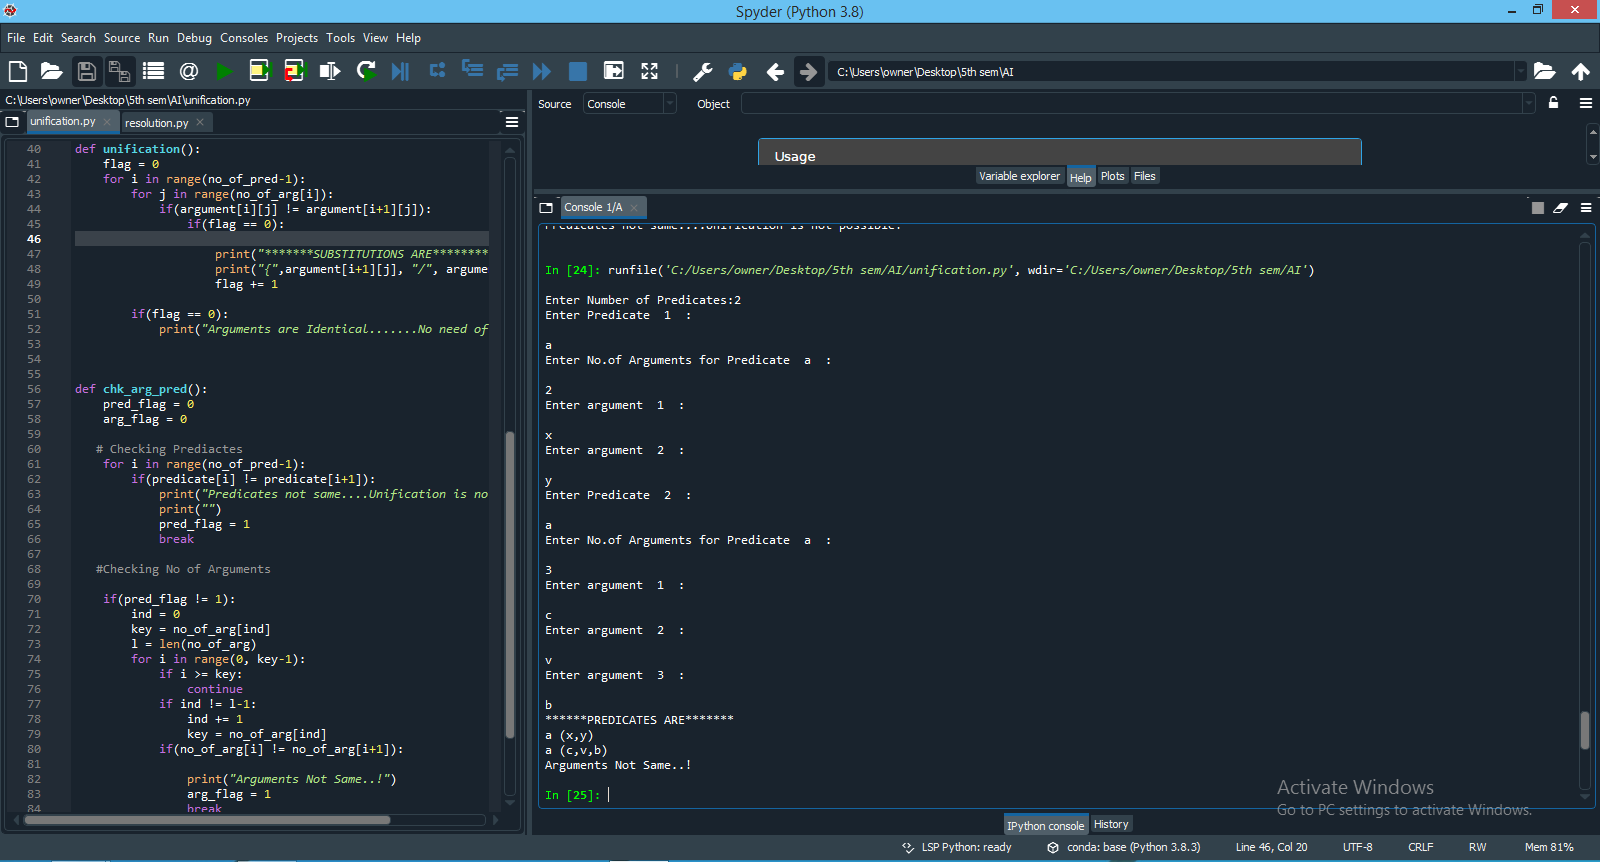 Spyder (Python 3.8)
File Edit Search Source Run Debug Consoles Projects Tools View Help
C:\Users\owner\Desktop\5th sem\AI
C:\Users\owner\Desktop\5th sem\AI\unification.py
unification.py
resolution.py
40 def unification():
41 flag = 0
42 for i in range(no_of_pred-1):
43 for j in range(no_of_arg[i]):
44 if(argument[i][j] != argument[i+1][j]):
45 if(flag == 0):
46
47 print("*******SUBSTITUTIONS ARE********
48 print("{",argument[i+1][j], "/", argume
49 flag += 1
50
51 if(flag == 0):
52 print("Arguments are Identical.......No need of
53
54
55
56 def chk_arg_pred():
57 pred_flag = 0
58 arg_flag = 0
59
60 # Checking Prediactes
61 for i in range(no_of_pred-1):
62 if(predicate[i] != predicate[i+1]):
63 print("Predicates not same....Unification is no
64 print("")
65 pred_flag = 1
66 break
67
68 #Checking No of Arguments
69
70 if(pred_flag != 1):
71 ind = 0
72 key = no_of_arg[ind]
73 l = len(no_of_arg)
74 for i in range(0, key-1):
75 if i >= key:
76 continue
77 if ind != l-1:
78 ind += 1
79 key = no_of_arg[ind]
80 if(no_of_arg[i] != no_of_arg[i+1]):
81
82 print("Arguments Not Same..!")
83 arg_flag = 1
84 break
Source Console Object
Usage
Variable explorer Help Plots Files
Console 1/A
Predicates not same....Unification is not possible.
In [24]: runfile('C:/Users/owner/Desktop/5th sem/AI/unification.py', wdir='C:/Users/owner/Desktop/5th sem/AI')
Enter Number of Predicates:2
Enter Predicate 1 :
a
Enter No.of Arguments for Predicate a :
2
Enter argument 1 :
x
Enter argument 2 :
y
Enter Predicate 2 :
a
Enter No.of Arguments for Predicate a :
3
Enter argument 1 :
c
Enter argument 2 :
v
Enter argument 3 :
b
******PREDICATES ARE*******
a (x,y)
a (c,v,b)
Arguments Not Same..!
In [25]:
Activate Windows
Go to PC settings to activate Windows.
IPython console History
LSP Python: ready conda: base (Python 3.8.3) Line 46, Col 20 UTF-8 CRLF RW Mem 81%